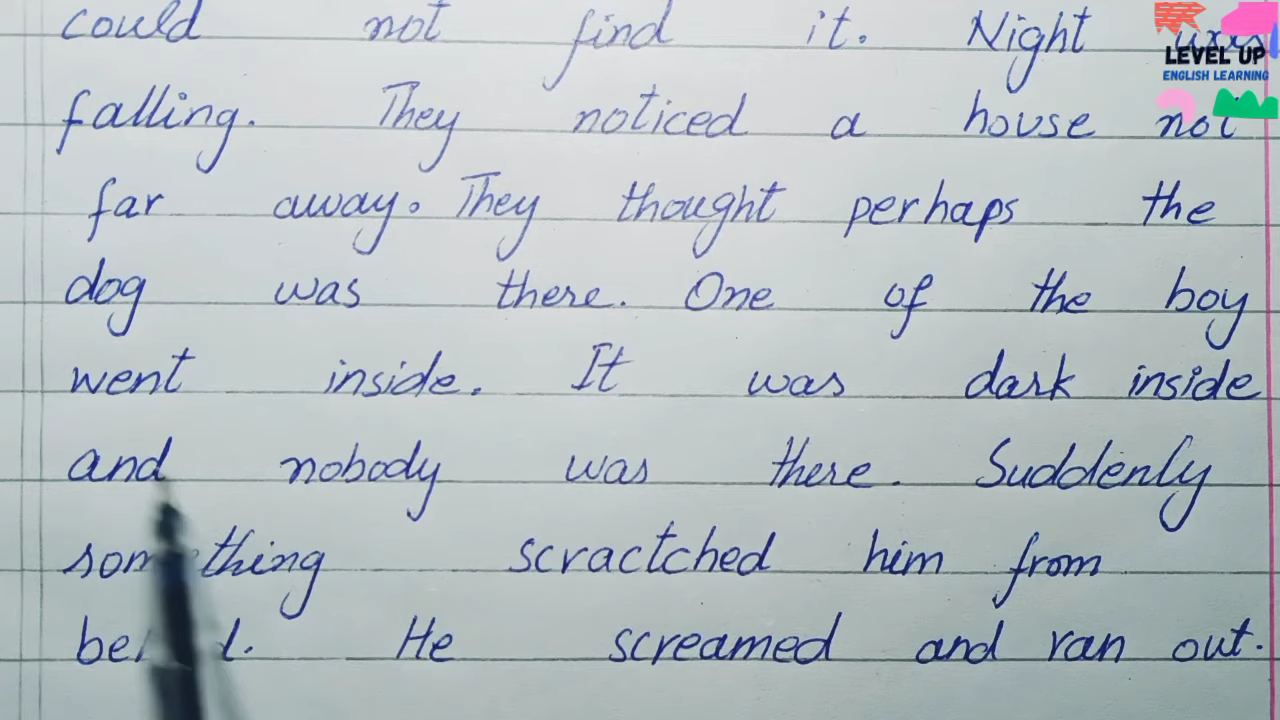 could not find it. Night was
LEVEL UP
ENGLISH LEARNING
falling. They noticed a house not
far away. They thought perhaps the
dog was there. One of the boy
went inside. It was dark inside
and nobody was there. Suddenly
something scractched him from
He screamed and ran out.